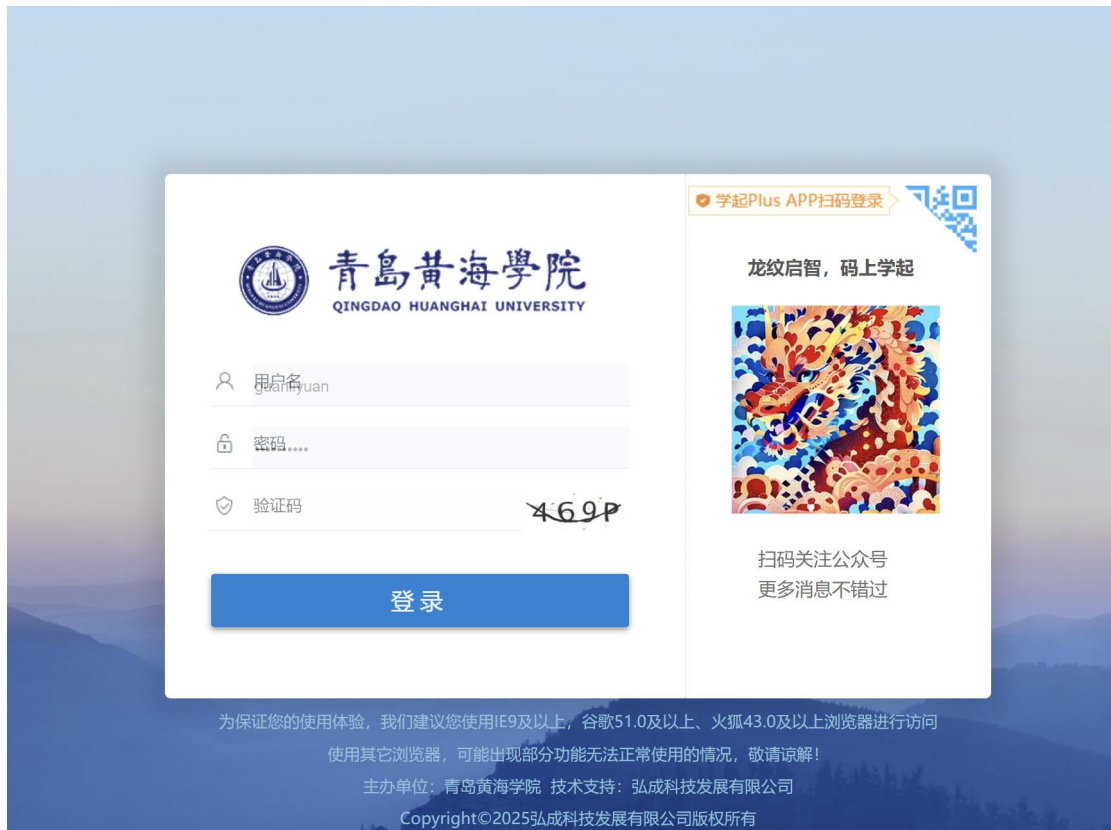 青島黄海學院
QINGDAO HUANGHAI UNIVERSITY
用户名
guanliyuan
密码
验证码
469P
登录
学起Plus APP扫码登录
龙纹启智，码上学起
扫码关注公众号
更多消息不错过
为保证您的使用体验，我们建议您使用IE9及以上，谷歌51.0及以上、火狐43.0及以上浏览器进行访问
使用其它浏览器，可能出现部分功能无法正常使用的情况，敬请谅解！
主办单位：青岛黄海学院 技术支持：弘成科技发展有限公司
Copyright©2025弘成科技发展有限公司版权所有